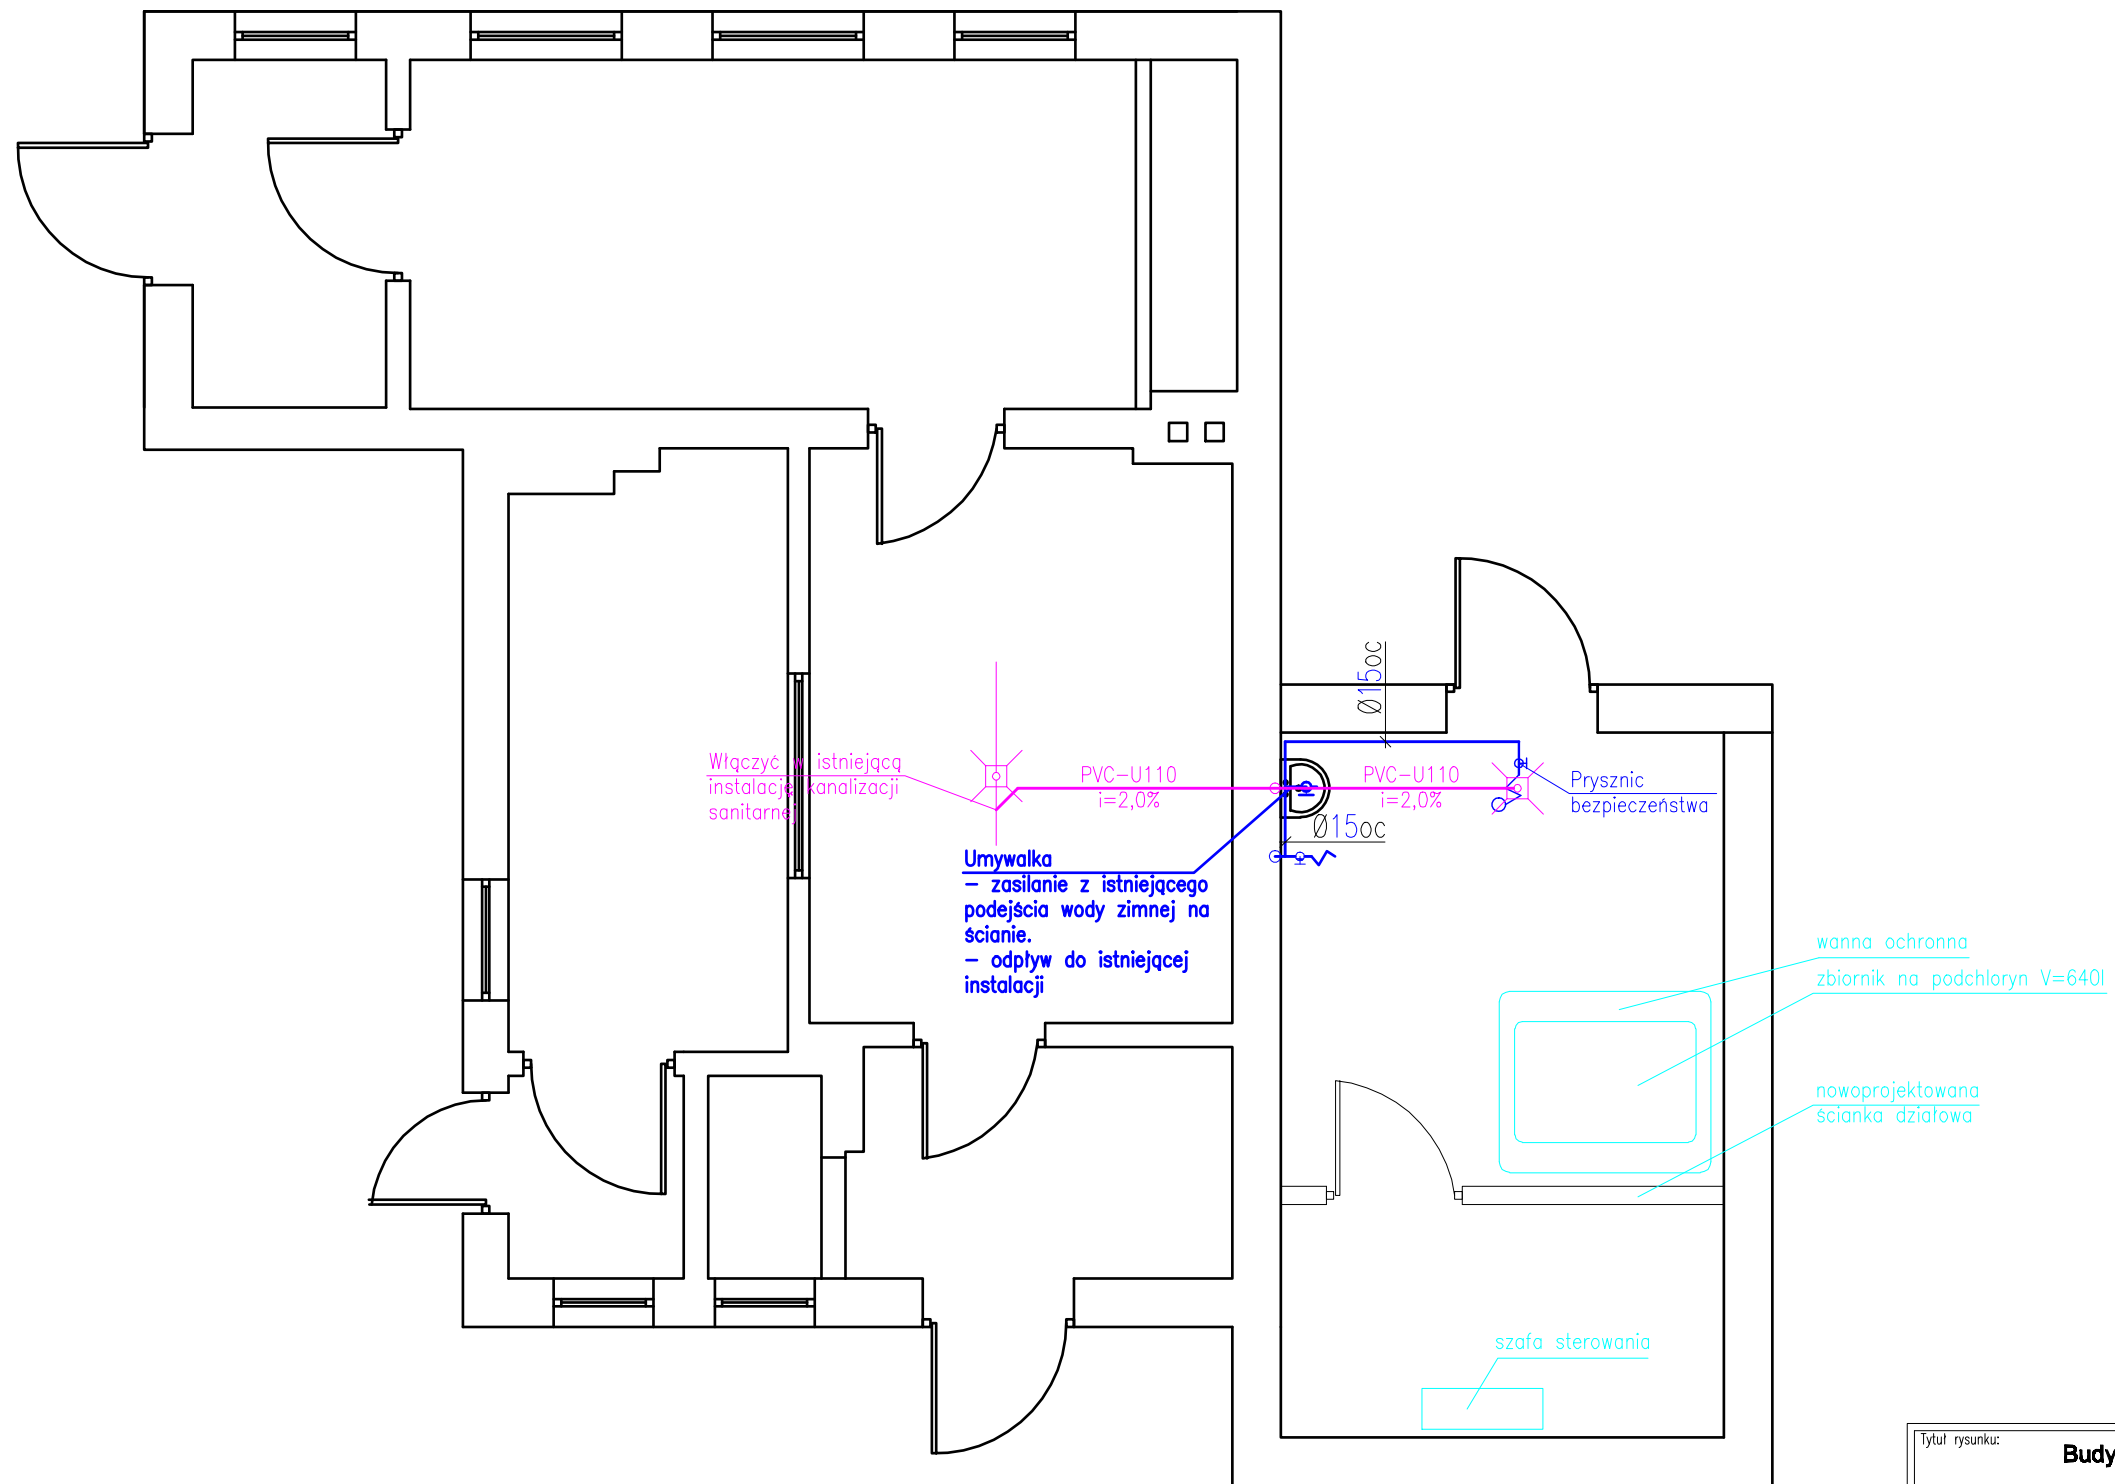 Ø15oc
Włączyć w istniejącą
instalację kanalizacji
sanitarnej
PVC-U110
i=2,0%
PVC-U110
i=2,0%
Prysznic
bezpieczeństwa
Ø15oc
Umywalka
- zasilanie z istniejącego
podejścia wody zimnej na
ścianie.
- odpływ do istniejącej
instalacji
wanna ochronna
zbiornik na podchloryn V=640l
nowoprojektowana
ścianka działowa
szafa sterowania
Tytuł rysunku:
Budy